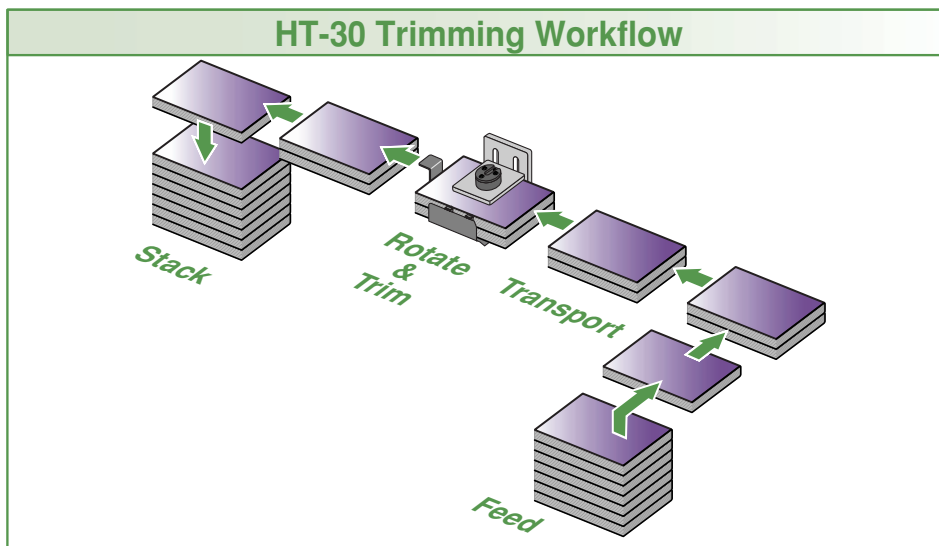 HT-30 Trimming Workflow
Stack
Rotate
&
Trim
Transport
Feed